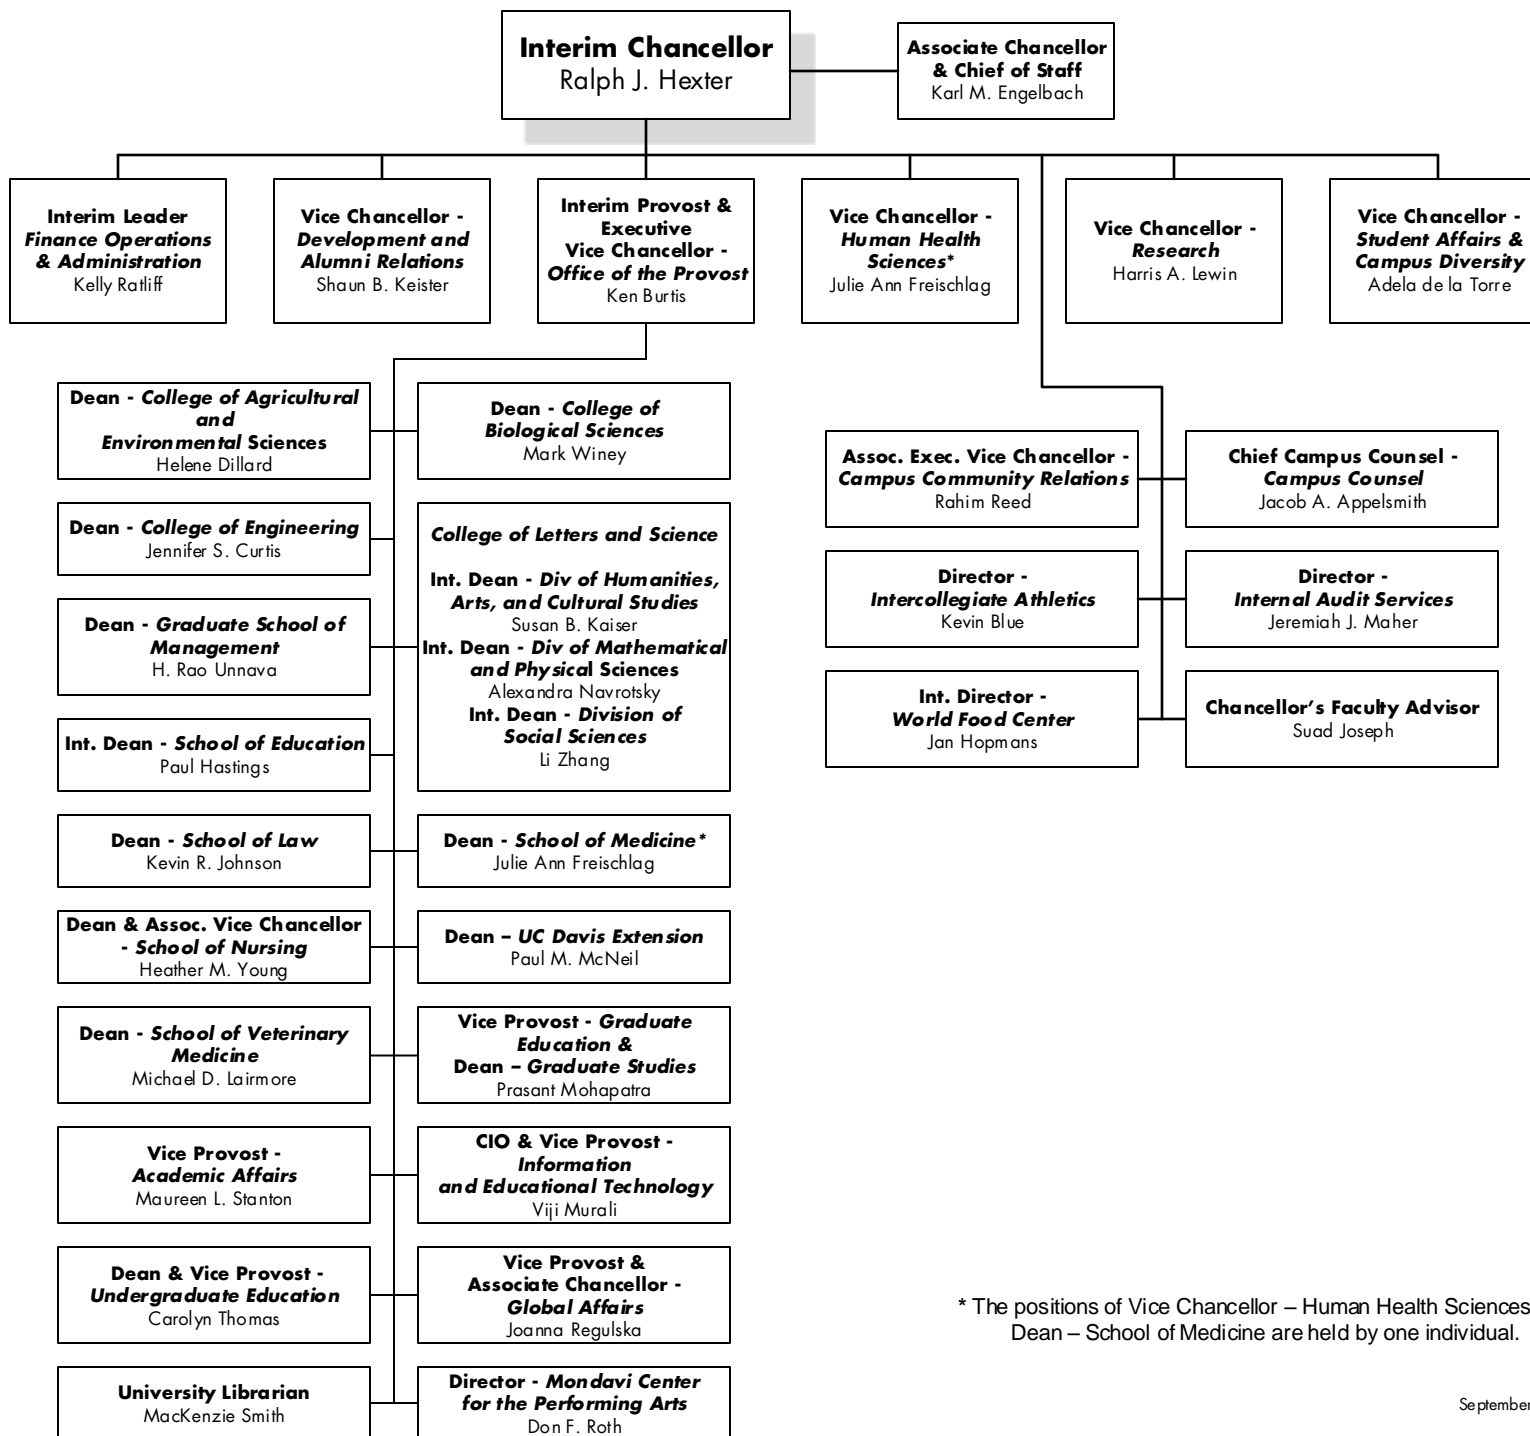 Interim Chancellor
Ralph J. Hexter
Associate Chancellor
& Chief of Staff
Karl M. Engelbach
Interim Leader
Finance Operations
& Administration
Kelly Ratliff
Vice Chancellor -
Development and
Alumni Relations
Shaun B. Keister
Interim Provost &
Executive
Vice Chancellor -
Office of the Provost
Ken Burtis
Vice Chancellor -
Human Health
Sciences*
Julie Ann Freischlag
Vice Chancellor -
Research
Harris A. Lewin
Vice Chancellor -
Student Affairs &
Campus Diversity
Adela de la Torre
Dean - College of Agricultural
and
Environmental Sciences
Helene Dillard
Dean - College of
Biological Sciences
Mark Winey
Dean - College of Engineering
Jennifer S. Curtis
College of Letters and Science
Int. Dean - Div of Humanities,
Arts, and Cultural Studies
Susan B. Kaiser
Int. Dean - Div of Mathematical
and Physical Sciences
Alexandra Navrotsky
Int. Dean - Division of
Social Sciences
Li Zhang
Dean - Graduate School of
Management
H. Rao Unnava
Int. Dean - School of Education
Paul Hastings
Dean - School of Law
Kevin R. Johnson
Dean - School of Medicine*
Julie Ann Freischlag
Dean & Assoc. Vice Chancellor
- School of Nursing
Heather M. Young
Dean – UC Davis Extension
Paul M. McNeil
Dean - School of Veterinary
Medicine
Michael D. Lairmore
Vice Provost - Graduate
Education &
Dean – Graduate Studies
Prasant Mohapatra
Vice Provost -
Academic Affairs
Maureen L. Stanton
CIO & Vice Provost -
Information
and Educational Technology
Viji Murali
Dean & Vice Provost -
Undergraduate Education
Carolyn Thomas
Vice Provost &
Associate Chancellor -
Global Affairs
Joanna Regulska
University Librarian
MacKenzie Smith
Director - Mondavi Center
for the Performing Arts
Don F. Roth
Assoc. Exec. Vice Chancellor -
Campus Community Relations
Rahim Reed
Chief Campus Counsel -
Campus Counsel
Jacob A. Appelsmith
Director -
Intercollegiate Athletics
Kevin Blue
Director -
Internal Audit Services
Jeremiah J. Maher
Int. Director -
World Food Center
Jan Hopmans
Chancellor’s Faculty Advisor
Suad Joseph
* The positions of Vice Chancellor – Human Health Sciences
Dean – School of Medicine are held by one individual.
September